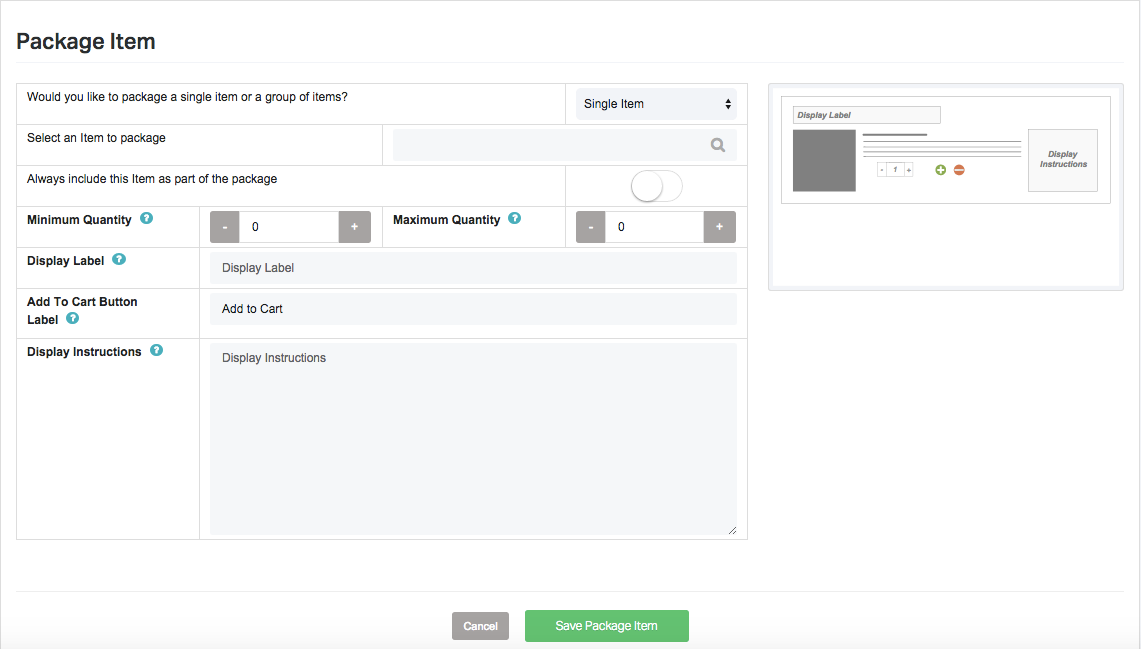 Package Item
Would you like to package a single item or a group of items?
Single Item
Select an Item to package
Always include this Item as part of the package
Minimum Quantity ?
- 0 +
Maximum Quantity ?
- 0 +
Display Label ?
Display Label
Add To Cart Button
Label ?
Add to Cart
Display Instructions ?
Display Instructions
Display Label
- 1 +
Display
Instructions
Cancel
Save Package Item